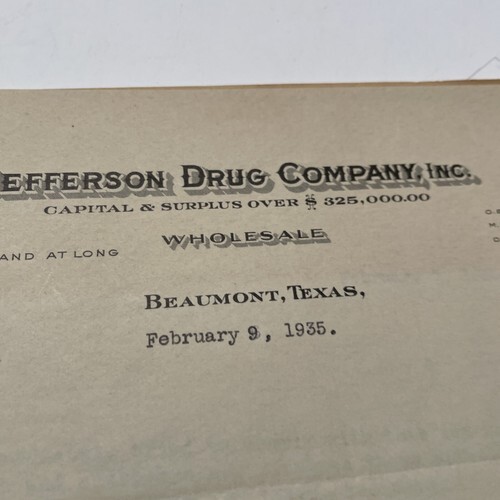 EFFERSON DRUG COMPANY, INC.
CAPITAL & SURPLUS OVER $ 325,000.00
WHOLESALE
AND AT LONG
BEAUMONT, TEXAS,
February 9, 1935.